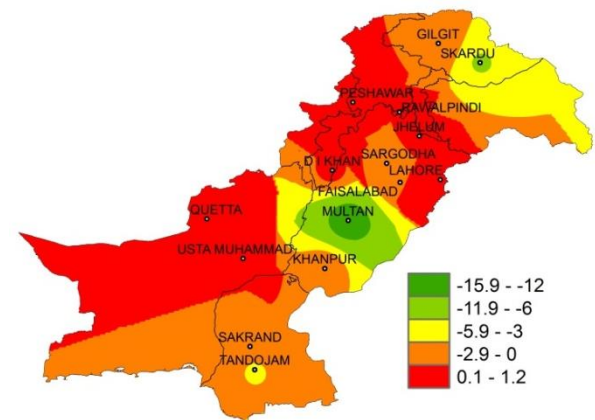 GILGIT
SKARDU
PESHAWAR
RAWALPINDI
JHELUM
D I KHAN
SARGODHA
LAHORE
FAISALABAD
MULTAN
QUETTA
USTA MUHAMMAD
KHANPUR
SAKRAND
TANDOJAM
-15.9 - -12
-11.9 - -6
-5.9 - -3
-2.9 - 0
0.1 - 1.2